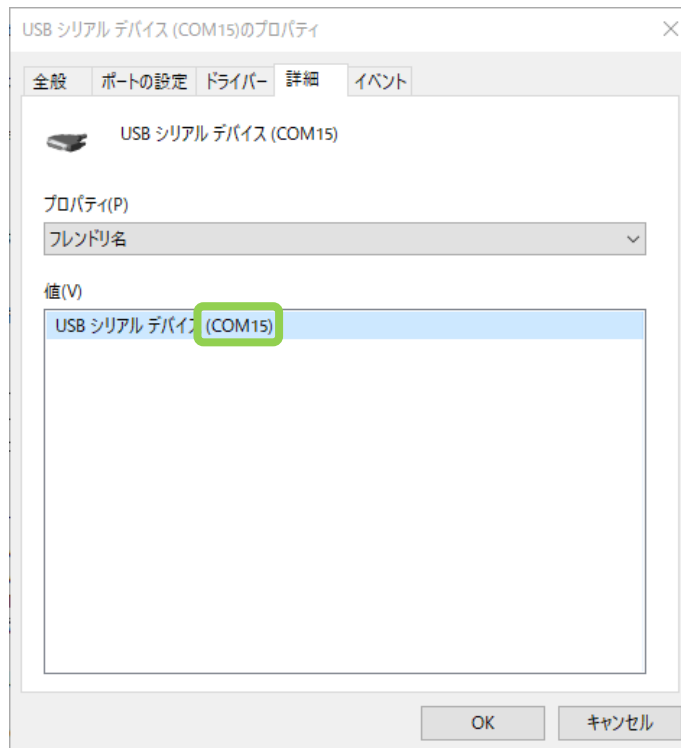 USB シリアル デバイス (COM15)のプロパティ
全般 ポートの設定 ドライバー 詳細 イベント
USB シリアル デバイス (COM15)
プロパティ(P)
フレンドリ名
値(V)
USB シリアル デバイス (COM15)
OK キャンセル